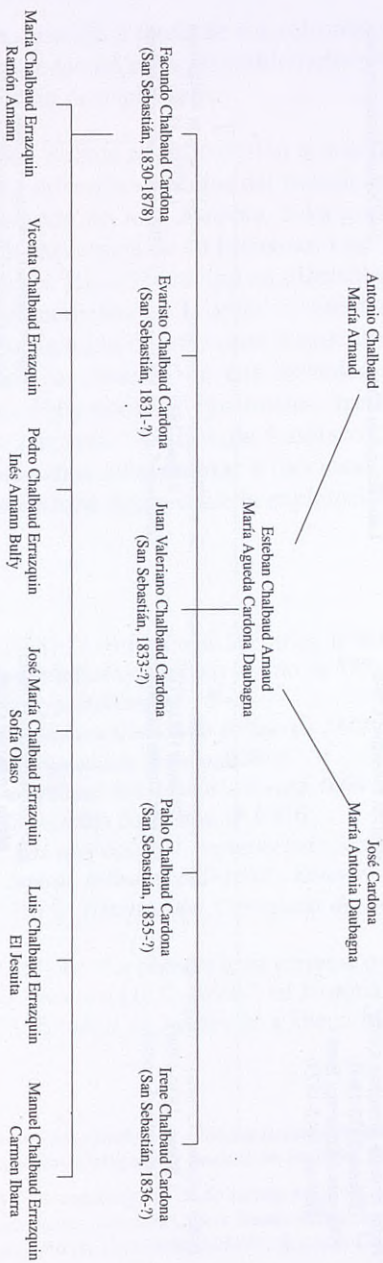 Antonio Chalbaud
María Arnaud
José Cardona
María Antonia Daubagna
Esteban Chalbaud Arnaud
María Agueda Cardona Daubagna
Facundo Chalbaud Cardona
(San Sebastián, 1830-1878)
Evaristo Chalbaud Cardona
(San Sebastián, 1831-?)
Juan Valeriano Chalbaud Cardona
(San Sebastián, 1833-?)
Pablo Chalbaud Cardona
(San Sebastián, 1835-?)
Irene Chalbaud Cardona
(San Sebastián, 1836-?)
María Chalbaud Errazquin
Ramón Amann
Vicenta Chalbaud Errazquin
Pedro Chalbaud Errazquin
Inés Amann Bulfy
José María Chalbaud Errazquin
Sofía Olaso
Luis Chalbaud Errazquin
El Jesuita
Manuel Chalbaud Errazquin
Carmen Ibarra